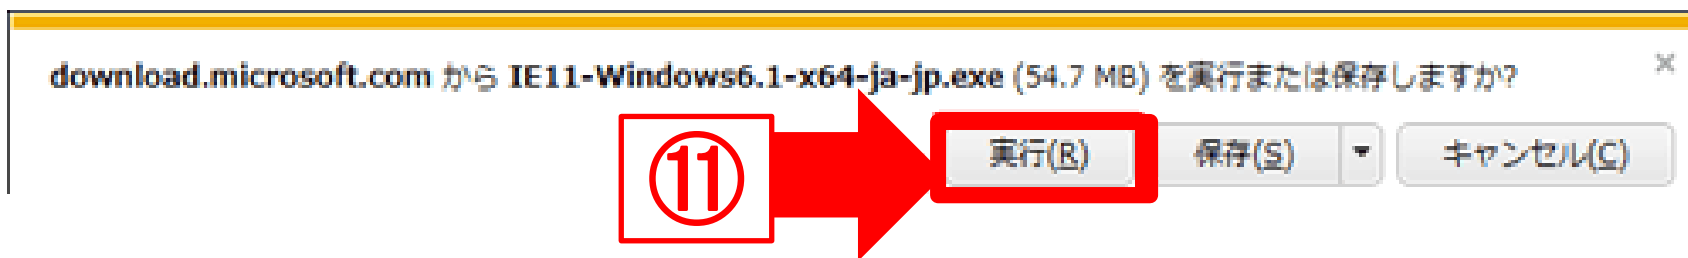 download.microsoft.com から IE11-Windows6.1-x64-ja-jp.exe (54.7 MB) を実行または保存しますか?
×
⑪ 実行(R) 保存(S) ▼ キャンセル(C)